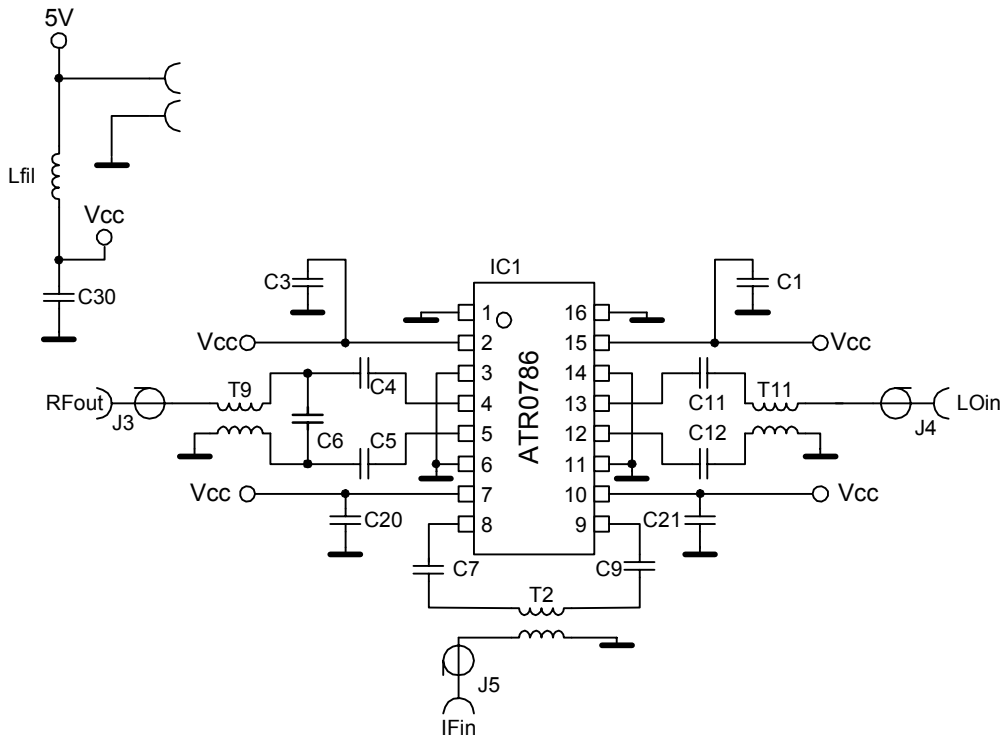 5V
Lfil
Vcc
C30
C3
IC1
C1
1
16
Vcc
2
15
Vcc
3
14
T9
C4
C11
T11
RFout
J3
4
13
LOin
J4
C6
C5
5
12
C12
ATR0786
6
11
Vcc
7
10
Vcc
C20
8
9
C21
C7
C9
T2
J5
IFin